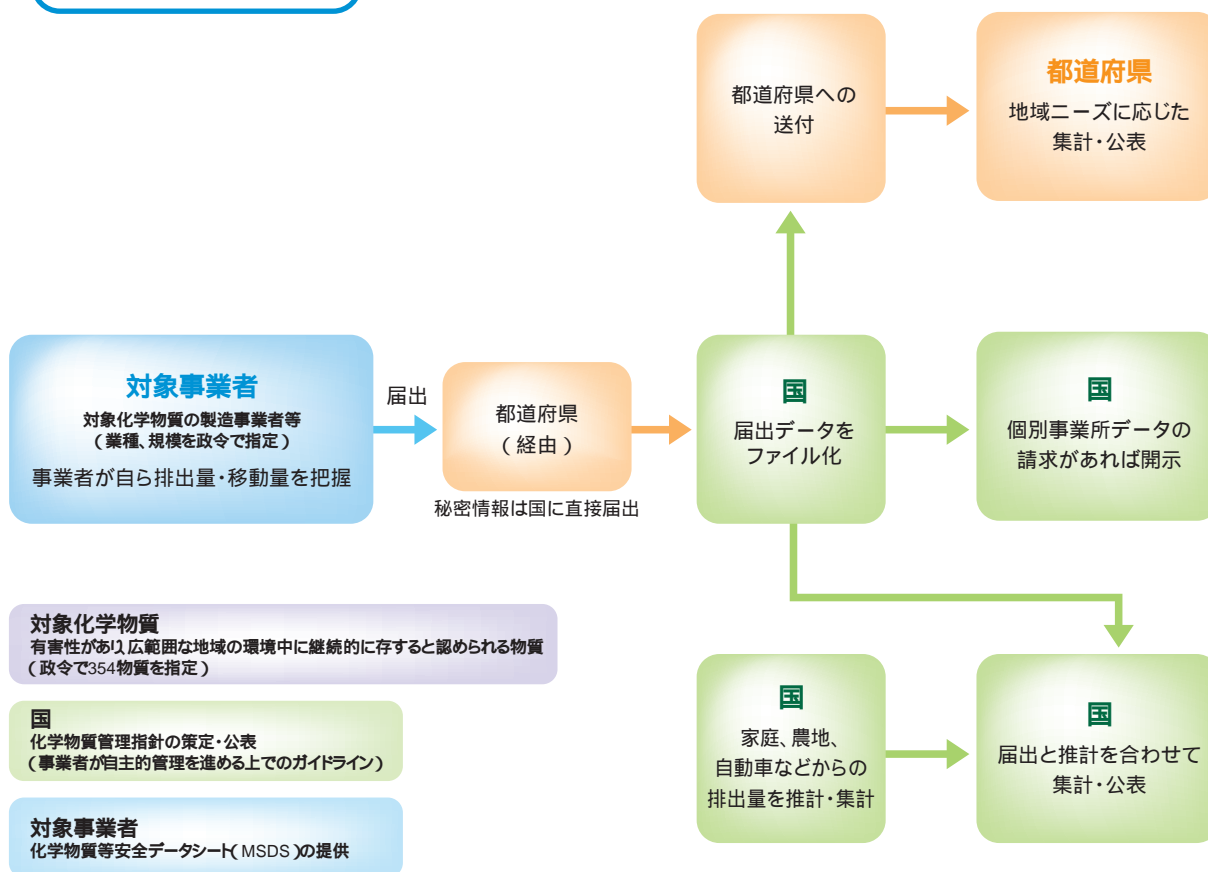 都道府県への
送付
都道府県
地域ニーズに応じた
集計・公表
対象事業者
対象化学物質の製造事業者等
（業種、規模を政令で指定）
事業者が自ら排出量・移動量を把握
届出
都道府県
（経由）
秘密情報は国に直接届出
国
届出データを
ファイル化
国
個別事業所データの
請求があれば開示
対象化学物質
有害性があり、広範囲な地域の環境中に継続的に存すると認められる物質
（政令で354物質を指定）
国
化学物質管理指針の策定・公表
（事業者が自主的管理を進める上でのガイドライン）
対象事業者
化学物質等安全データシート（MSDS）の提供
国
家庭、農地、
自動車などからの
排出量を推計・集計
国
届出と推計を合わせて
集計・公表